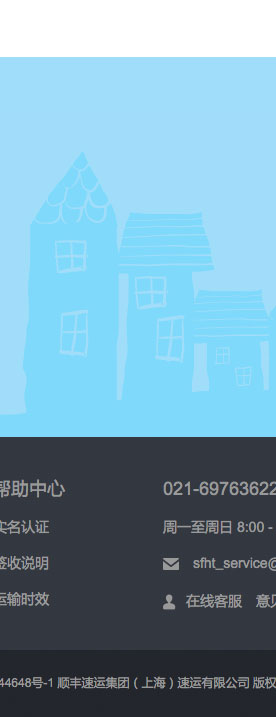 帮助中心
021-69763622
实名认证
周一至周日 8:00 -
签收说明
sfht_service@
运输时效
在线客服 意见
44648号-1 顺丰速运集团（上海）速运有限公司 版权